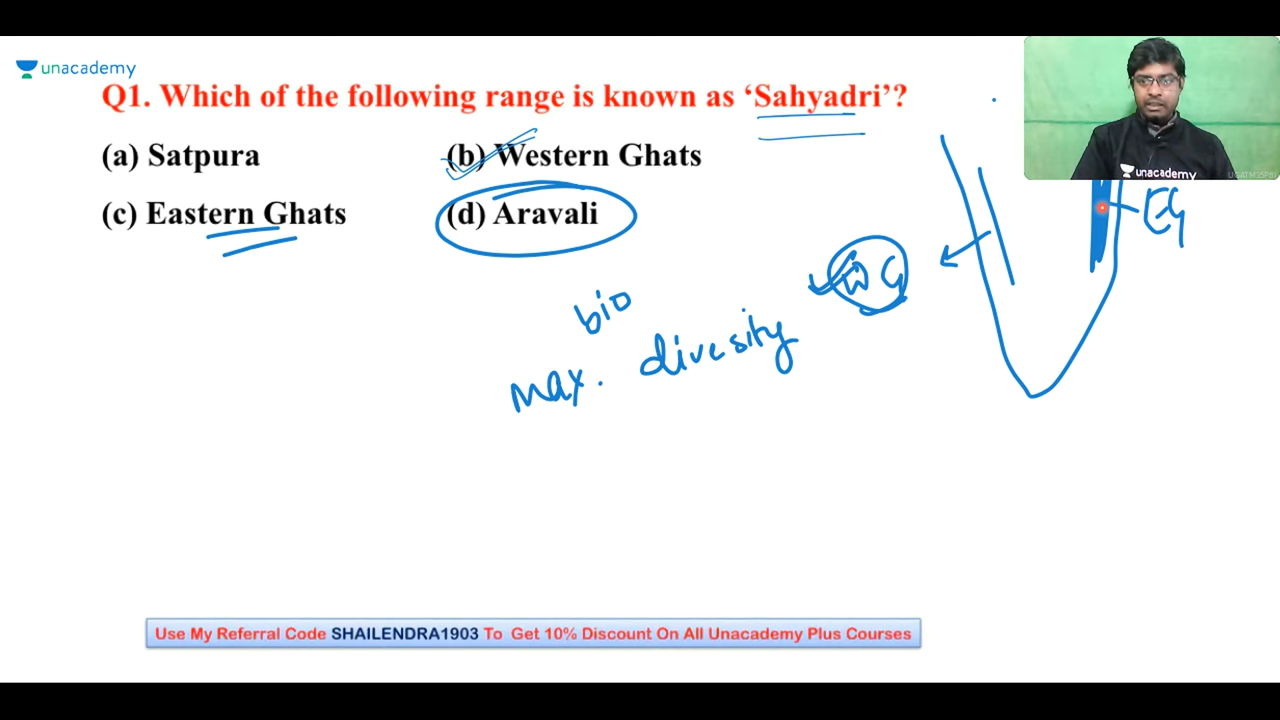 unacademy
Q1. Which of the following range is known as ‘Sahyadri’?
(a) Satpura (b) Western Ghats
(c) Eastern Ghats (d) Aravali
unacademy
EG
WG
bio
max. divesity
Use My Referral Code SHAILENDRA1903 To Get 10% Discount On All Unacademy Plus Courses